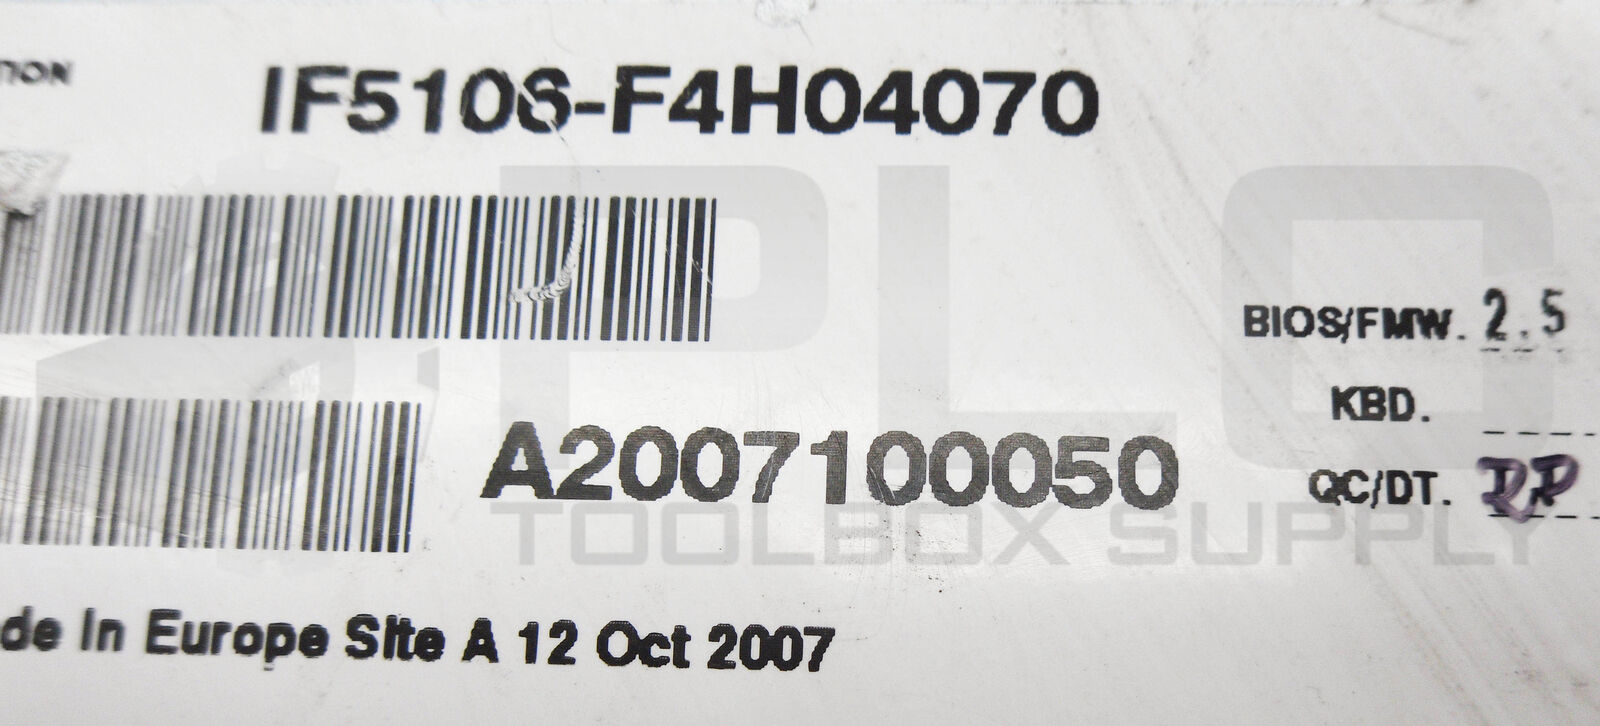 TION
IF5106-F4H04070
BIOS/FMW. 2.5
KBD.
A2007100050
QC/DT.
de In Europe Site A 12 Oct 2007
PLC
TOOLBOX SUPPLY